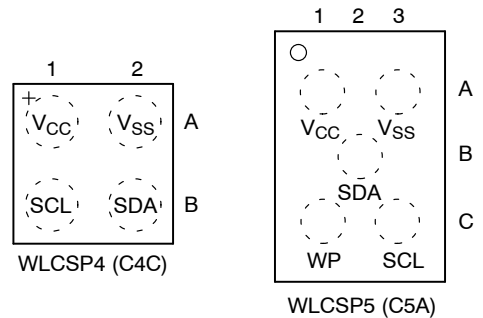 1 2
+
VCC VSS A
SCL SDA B
WLCSP4 (C4C)
1 2 3
A
VCC VSS
B
SDA
C
WP SCL
WLCSP5 (C5A)